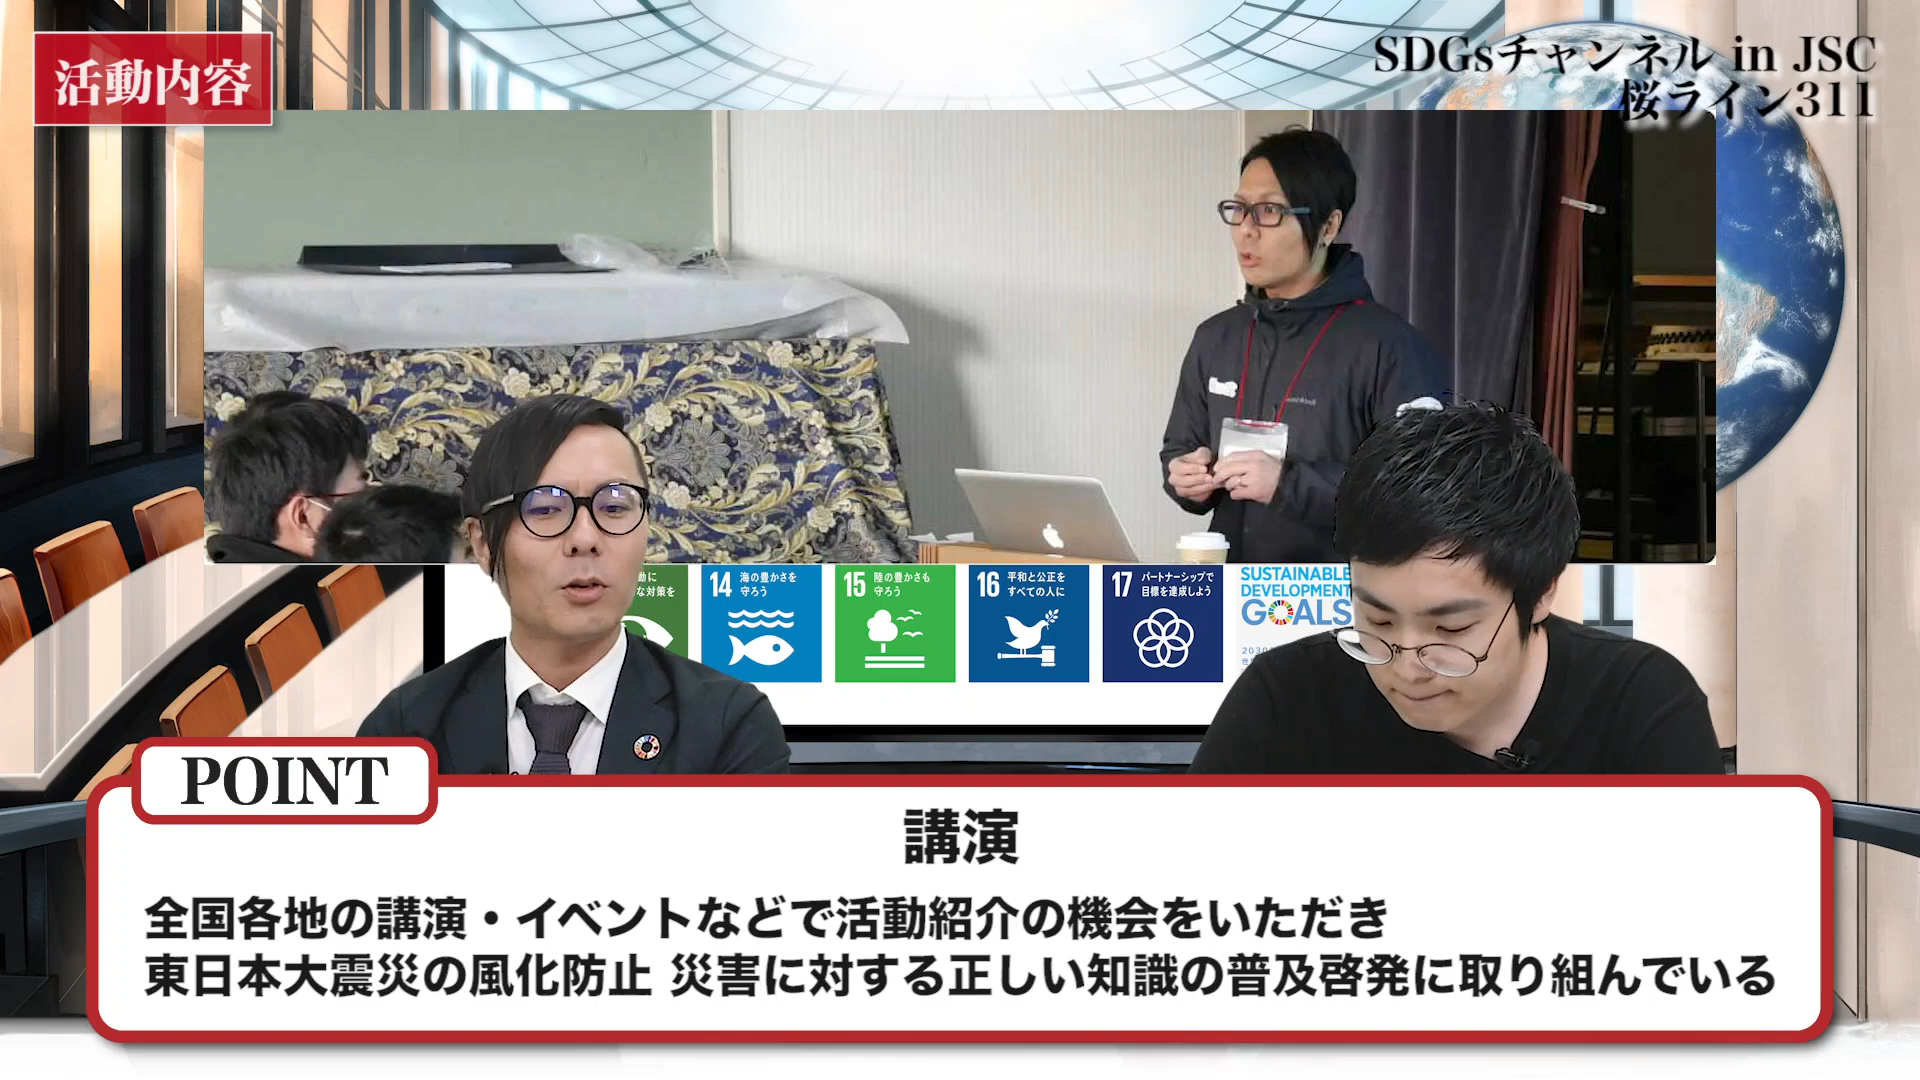 活動内容
SDGsチャンネル in JSC
桜ライン311
動に
な対策を
14 海の豊かさを
守ろう
15 陸の豊かさも
守ろう
16 平和と公正を
すべての人に
17 パートナーシップで
目標を達成しよう
SUSTAINABLE
DEVELOPMENT
GOALS
POINT
講演
全国各地の講演・イベントなどで活動紹介の機会をいただき
東日本大震災の風化防止 災害に対する正しい知識の普及啓発に取り組んでいる